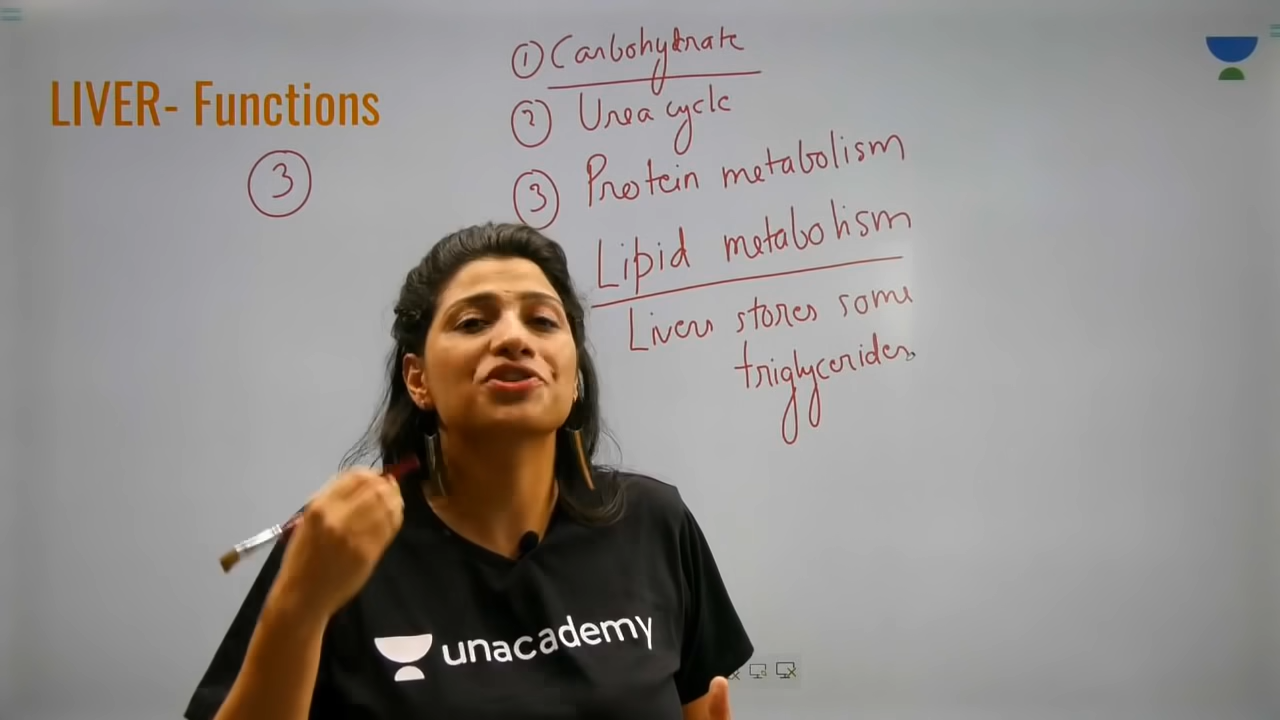 LIVER- Functions
③
① Carbohydrate
② Urea cycle
③ Protein metabolism
Lipid metabolism
Liver stores some
triglycerides
unacademy